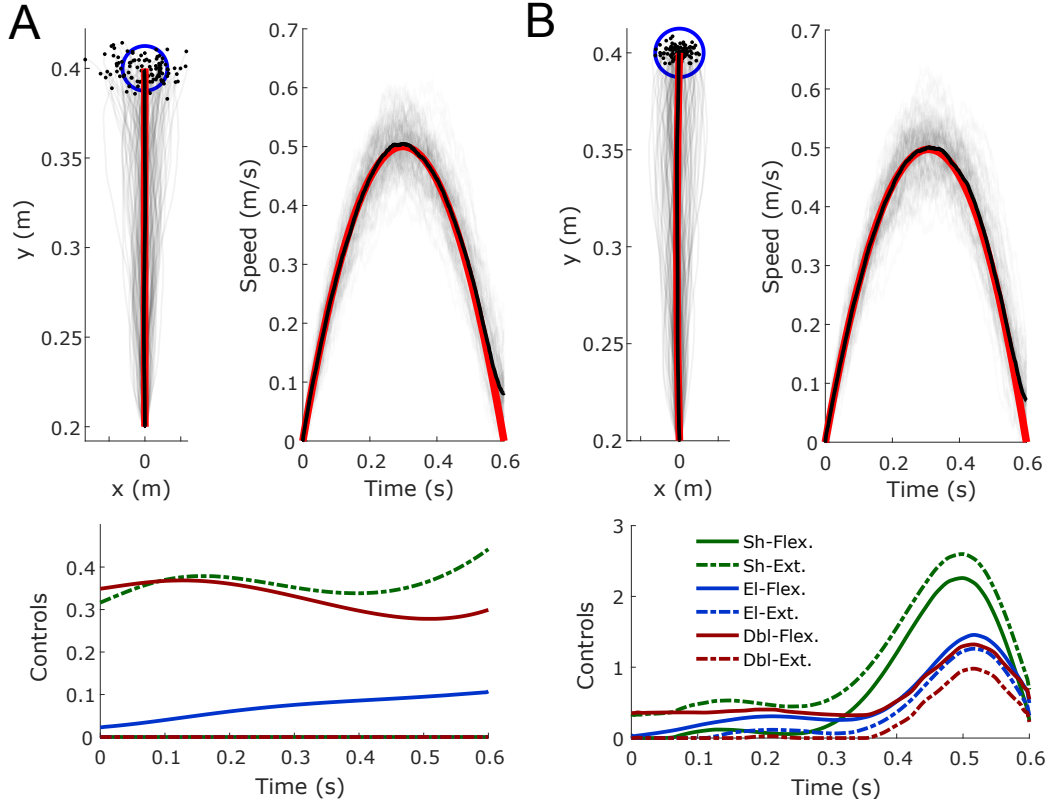 A
B
y (m)
0.4
0.35
0.3
0.25
0.2
0
x (m)
Speed (m/s)
0.7
0.6
0.5
0.4
0.3
0.2
0.1
0
0 0.2 0.4 0.6
Time (s)
y (m)
0.4
0.35
0.3
0.25
0.2
0
x (m)
Speed (m/s)
0.7
0.6
0.5
0.4
0.3
0.2
0.1
0
0 0.2 0.4 0.6
Time (s)
Controls
0.4
0.3
0.1
0
0 0.1 0.2 0.3 0.4 0.5 0.6
Time (s)
Controls
3
2
1
0
Sh-Flex.
Sh-Ext.
El-Flex.
El-Ext.
Dbl-Flex.
Dbl-Ext.
0 0.1 0.2 0.3 0.4 0.5 0.6
Time (s)